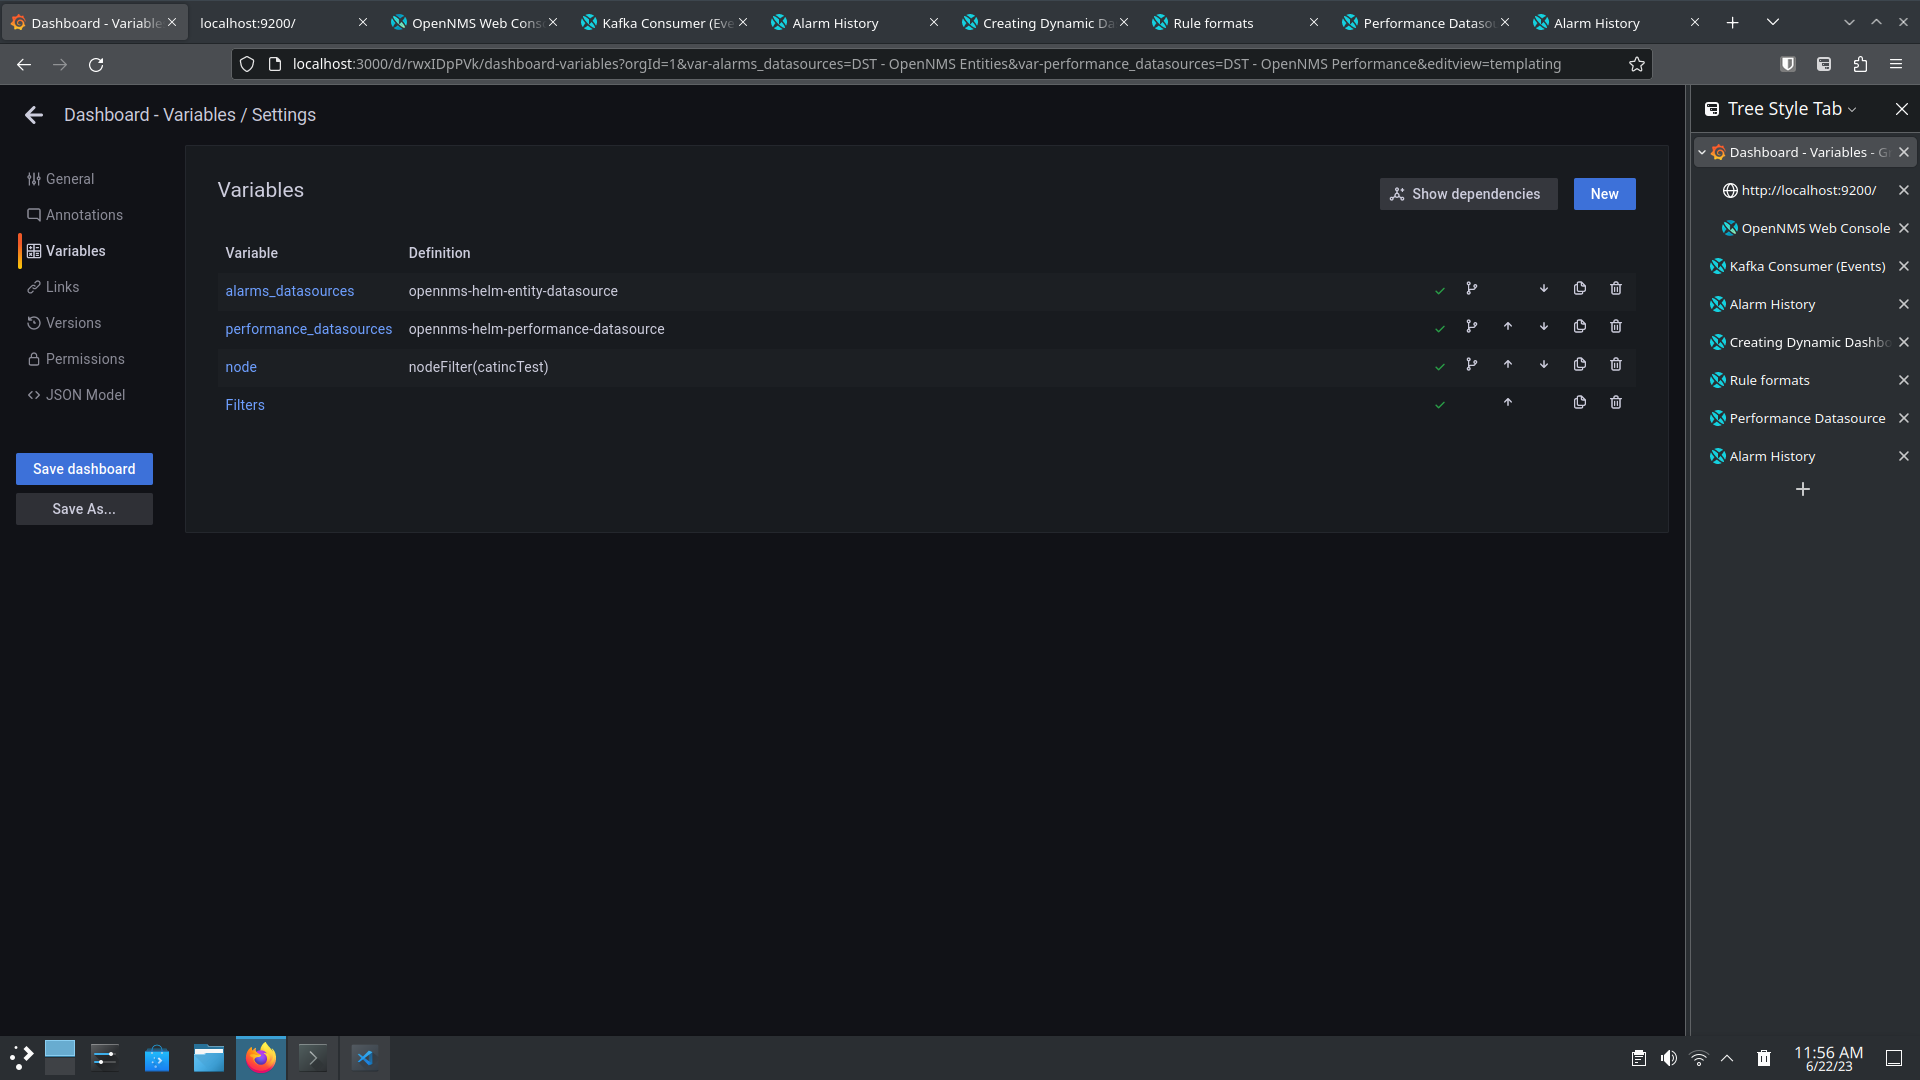 Dashboard - Variable
localhost:9200/
OpenNMS Web Cons
Kafka Consumer (Eve
Alarm History
Creating Dynamic Da
Rule formats
Performance Dataso
Alarm History
localhost:3000/d/rwxIDpPVk/dashboard-variables?orgId=1&var-alarms_datasources=DST - OpenNMS Entities&var-performance_datasources=DST - OpenNMS Performance&editview=templating
Dashboard - Variables / Settings
General
Annotations
Variables
Links
Versions
Permissions
JSON Model
Save dashboard
Save As...
Variables
Show dependencies
New
Variable Definition
alarms_datasources opennms-helm-entity-datasource
performance_datasources opennms-helm-performance-datasource
node nodeFilter(catincTest)
Filters
Tree Style Tab
Dashboard - Variables - G
http://localhost:9200/
OpenNMS Web Console
Kafka Consumer (Events)
Alarm History
Creating Dynamic Dashbo
Rule formats
Performance Datasource
Alarm History
11:56 AM
6/22/23